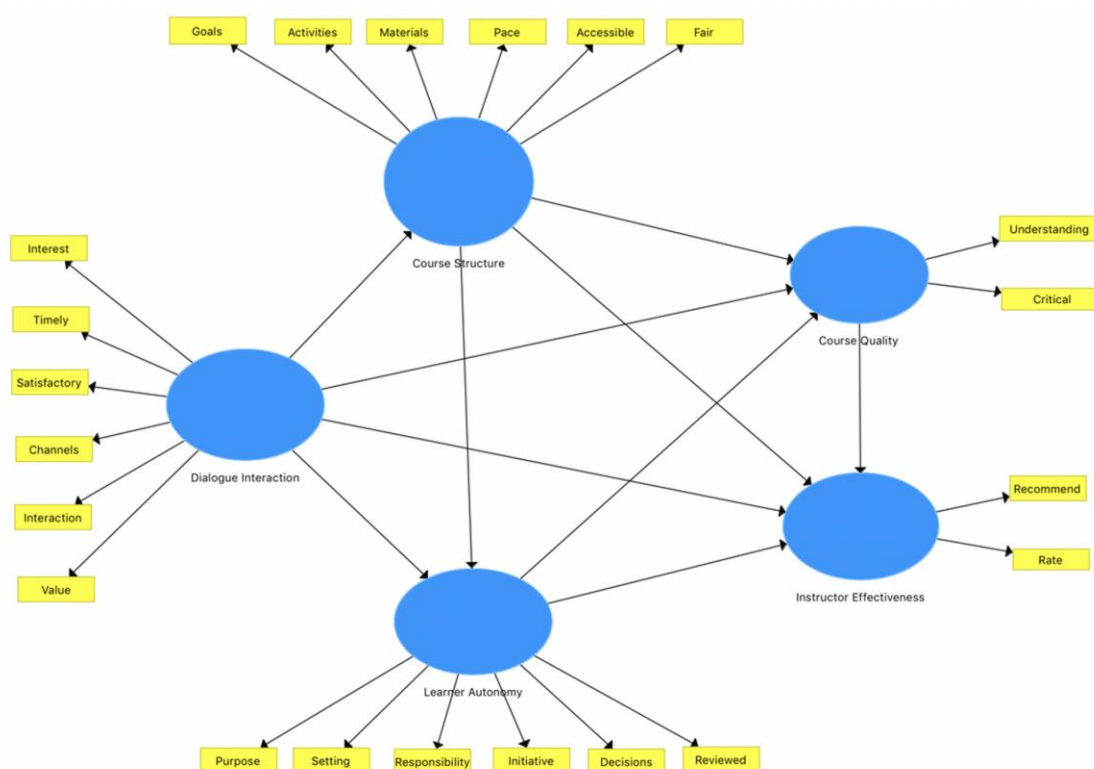 Goals
Activities
Materials
Pace
Accessible
Fair
Course Structure
Interest
Timely
Satisfactory
Channels
Interaction
Value
Dialogue Interaction
Understanding
Critical
Course Quality
Recommend
Rate
Instructor Effectiveness
Learner Autonomy
Purpose
Setting
Responsibility
Initiative
Decisions
Reviewed